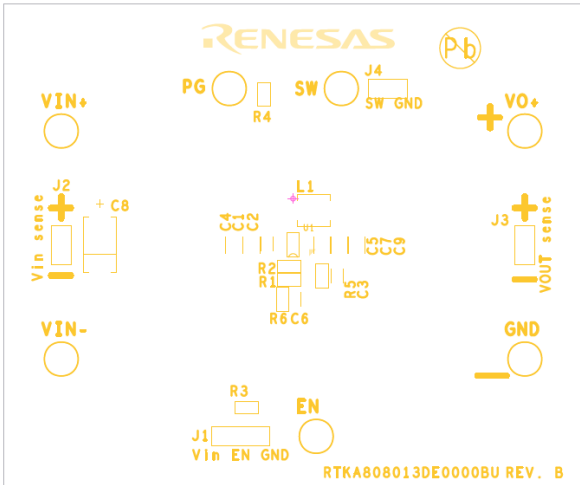 RENESAS
Pb
J4
PG
SW
R4
SW GND
VIN+
VO+
J2
C8
L1
J3
Vin sense
C4
C1
C2
U1
C5
C7
C9
VOUT sense
R2
R1
R5
C3
R6
C6
VIN-
GND
R3
EN
J1
Vin EN GND
RTKA808013DE0000BU REV. B